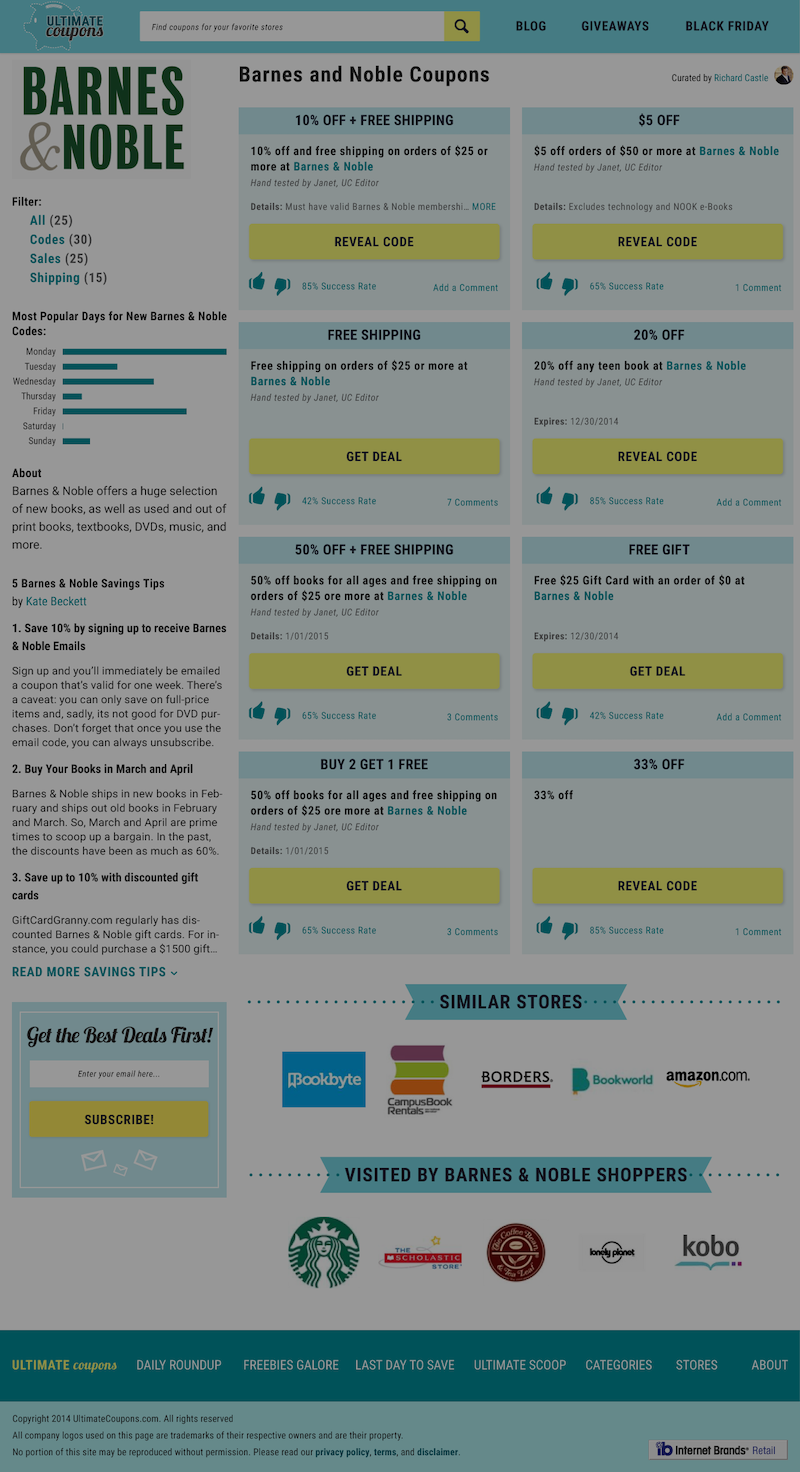 ULTIMATE
coupons
Find coupons for your favorite stores
BLOG
GIVEAWAYS
BLACK FRIDAY
BARNES
&NOBLE
Filter:
All (25)
Codes (30)
Sales (25)
Shipping (15)
Most Popular Days for New Barnes & Noble
Codes:
Monday
Tuesday
Wednesday
Thursday
Friday
Saturday
Sunday
About
Barnes & Noble offers a huge selection
of new books, as well as used and out of
print books, textbooks, DVDs, music, and
more.
5 Barnes & Noble Savings Tips
by Kate Beckett
1. Save 10% by signing up to receive Barnes
& Noble Emails
Sign up and you'll immediately be emailed
a coupon that's valid for one week. There's
a caveat: you can only save on full-price
items and, sadly, its not good for DVD pur-
chases. Don't forget that once you use the
email code, you can always unsubscribe.
2. Buy Your Books in March and April
Barnes & Noble ships in new books in Feb-
ruary and ships out old books in February
and March. So, March and April are prime
times to scoop up a bargain. In the past,
the discounts have been as much as 60%.
3. Save up to 10% with discounted gift
cards
GiftCardGranny.com regularly has dis-
counted Barnes & Noble gift cards. For in-
stance, you could purchase a $1500 gift...
READ MORE SAVINGS TIPS
Get the Best Deals First!
Enter your email here...
SUBSCRIBE!
Barnes and Noble Coupons
Curated by Richard Castle
10% OFF + FREE SHIPPING
10% off and free shipping on orders of $25 or
more at Barnes & Noble
Hand tested by Janet, UC Editor
Details: Must have valid Barnes & Noble membershi... MORE
REVEAL CODE
85% Success Rate
Add a Comment
$5 OFF
$5 off orders of $50 or more at Barnes & Noble
Hand tested by Janet, UC Editor
Details: Excludes technology and NOOK e-Books
REVEAL CODE
65% Success Rate
1 Comment
FREE SHIPPING
Free shipping on orders of $25 or more at
Barnes & Noble
Hand tested by Janet, UC Editor
GET DEAL
42% Success Rate
7 Comments
20% OFF
20% off any teen book at Barnes & Noble
Hand tested by Janet, UC Editor
Expires: 12/30/2014
REVEAL CODE
85% Success Rate
Add a Comment
50% OFF + FREE SHIPPING
50% off books for all ages and free shipping on
orders of $25 ore more at Barnes & Noble
Hand tested by Janet, UC Editor
Details: 1/01/2015
GET DEAL
65% Success Rate
3 Comments
FREE GIFT
Free $25 Gift Card with an order of $0 at
Barnes & Noble
Expires: 12/30/2014
GET DEAL
42% Success Rate
Add a Comment
BUY 2 GET 1 FREE
50% off books for all ages and free shipping on
orders of $25 ore more at Barnes & Noble
Hand tested by Janet, UC Editor
Details: 1/01/2015
GET DEAL
65% Success Rate
3 Comments
33% OFF
33% off
REVEAL CODE
85% Success Rate
1 Comment
SIMILAR STORES
Bookbyte
CampusBook
Rentals
BORDERS.
Bookworld
amazon.com.
VISITED BY BARNES & NOBLE SHOPPERS
THE
SCHOLASTIC
STORE
The Coffee Bean
& Tea Leaf
lonely planet
kobo
ULTIMATE coupons
DAILY ROUNDUP
FREEBIES GALORE
LAST DAY TO SAVE
ULTIMATE SCOOP
CATEGORIES
STORES
ABOUT
Copyright 2014 UltimateCoupons.com. All rights reserved
All company logos used on this page are trademarks of their respective owners and are their property.
No portion of this site may be reproduced without permission. Please read our privacy policy, terms, and disclaimer.
ib Internet Brands® Retail